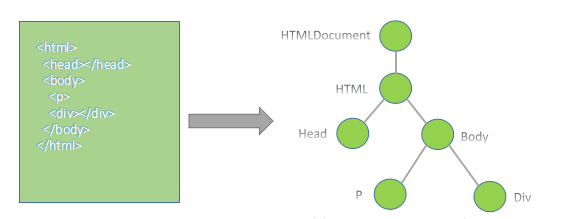 <html>
<head></head>
<body>
<p>
<div></div>
</body>
</html>
HTMLDocument
HTML
Head
Body
P
Div